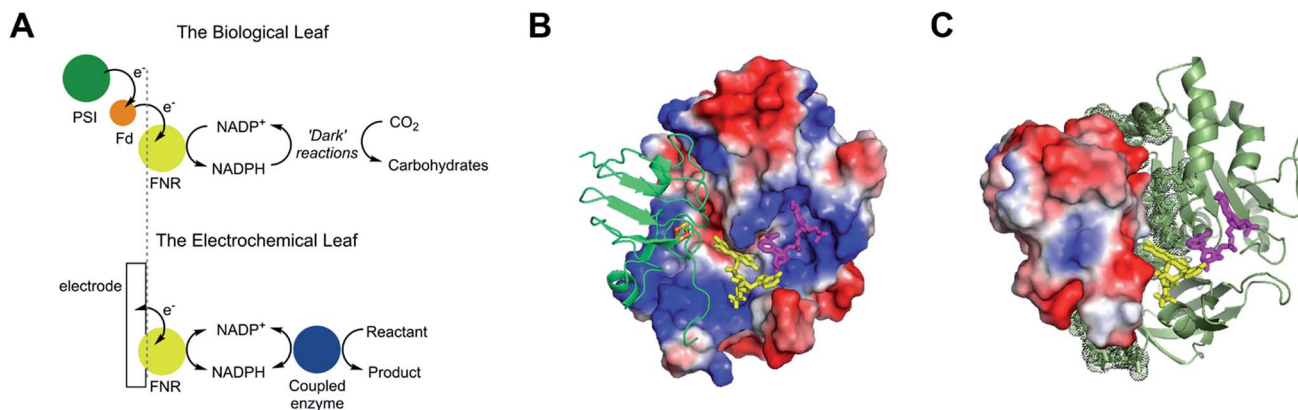 A
The Biological Leaf
e-
PSI
Fd
e-
FNR
NADP+
NADPH
'Dark'
reactions
CO2
Carbohydrates
The Electrochemical Leaf
electrode
e-
FNR
NADP+
NADPH
Coupled
enzyme
Reactant
Product
B
C